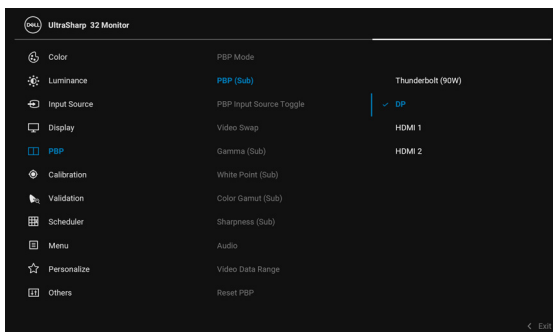 DELL UltraSharp 32 Monitor
Color
PBP Mode
Luminance
PBP (Sub)
Thunderbolt (90W)
Input Source
PBP Input Source Toggle
DP
Display
Video Swap
HDMI 1
PBP
Gamma (Sub)
HDMI 2
Calibration
White Point (Sub)
Validation
Color Gamut (Sub)
Scheduler
Sharpness (Sub)
Menu
Audio
Personalize
Video Data Range
Others
Reset PBP
Exit